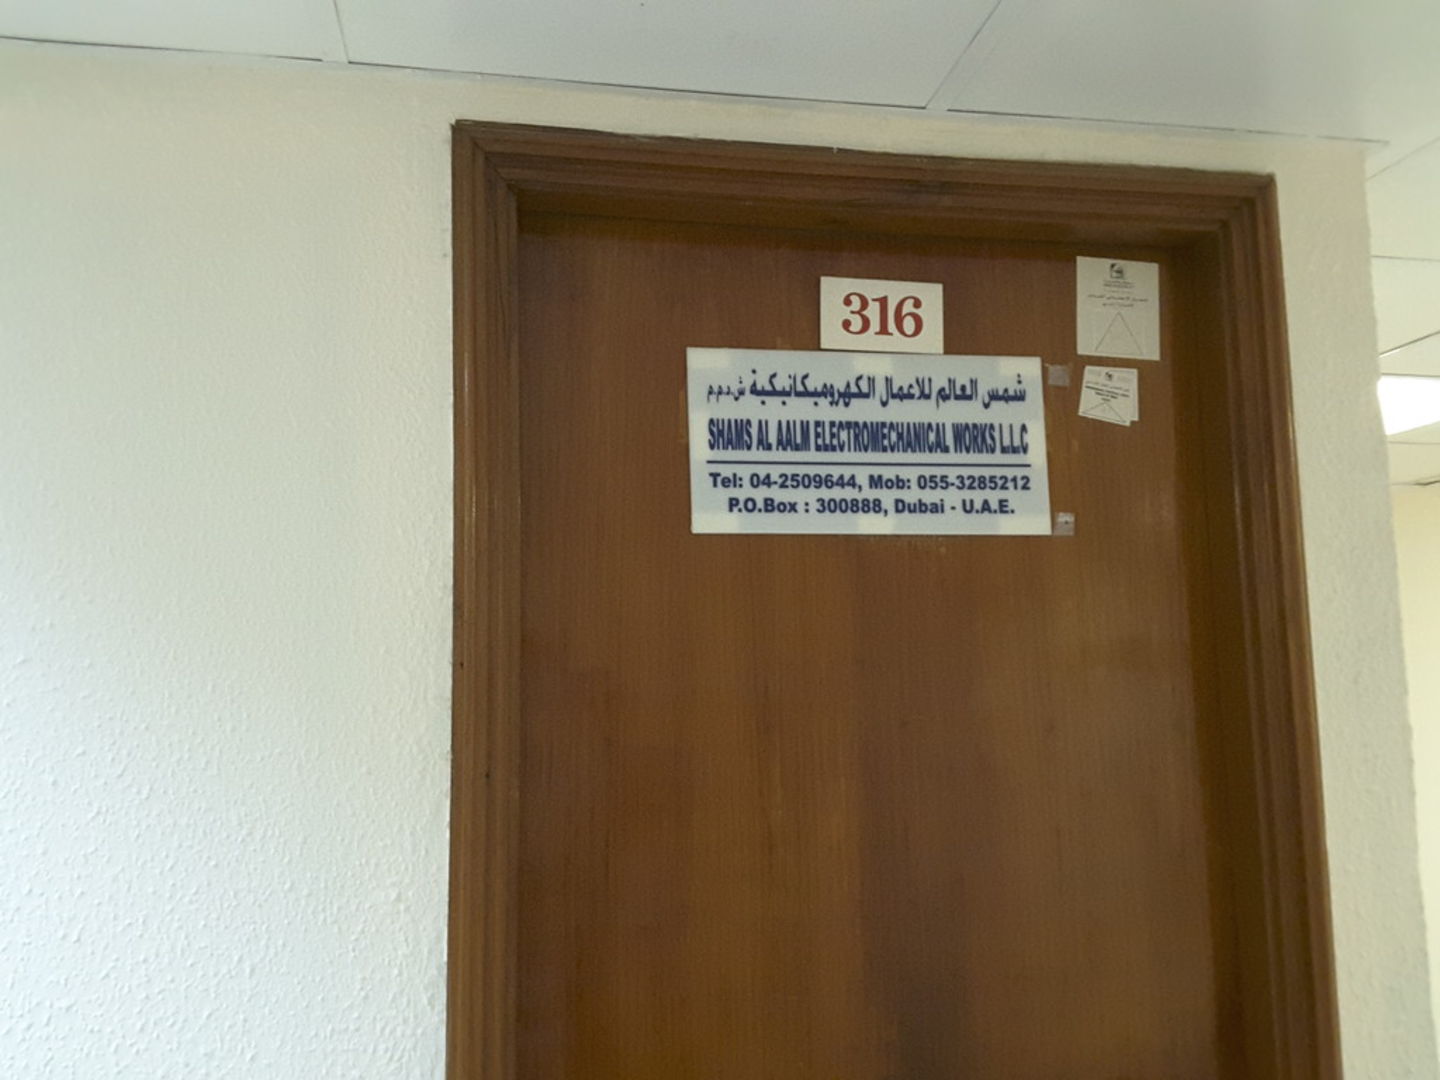 316
شمس العالم للاعمال الكهروميكانيكية ش.ذ.م.م
SHAMS AL AALM ELECTROMECHANICAL WORKS L.L.C
Tel: 04-2509644, Mob: 055-3285212
P.O.Box : 300888, Dubai - U.A.E.